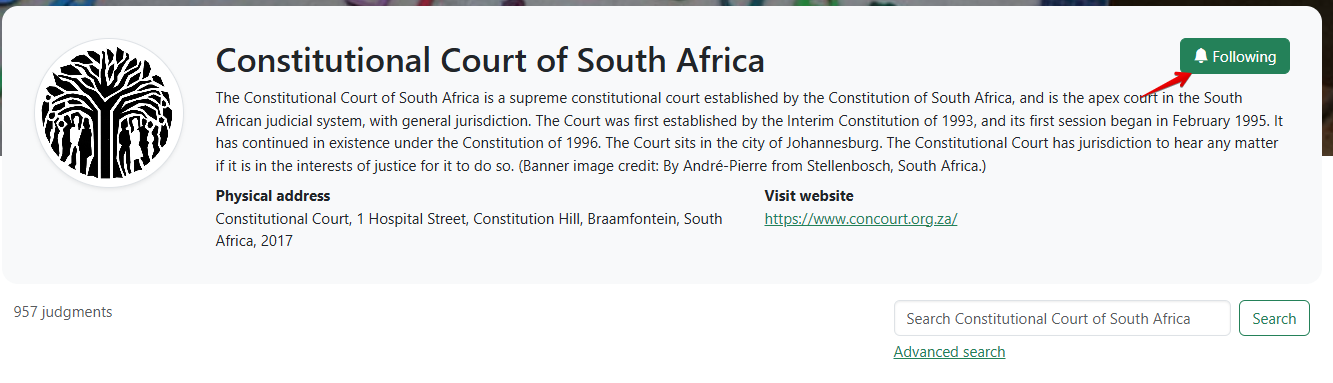 Constitutional Court of South Africa
Following
The Constitutional Court of South Africa is a supreme constitutional court established by the Constitution of South Africa, and is the apex court in the South
African judicial system, with general jurisdiction. The Court was first established by the Interim Constitution of 1993, and its first session began in February 1995. It
has continued in existence under the Constitution of 1996. The Court sits in the city of Johannesburg. The Constitutional Court has jurisdiction to hear any matter
if it is in the interests of justice for it to do so. (Banner image credit: By André-Pierre from Stellenbosch, South Africa.)
Physical address
Constitutional Court, 1 Hospital Street, Constitution Hill, Braamfontein, South
Africa, 2017
Visit website
https://www.concourt.org.za/
957 judgments
Search Constitutional Court of South Africa
Search
Advanced search